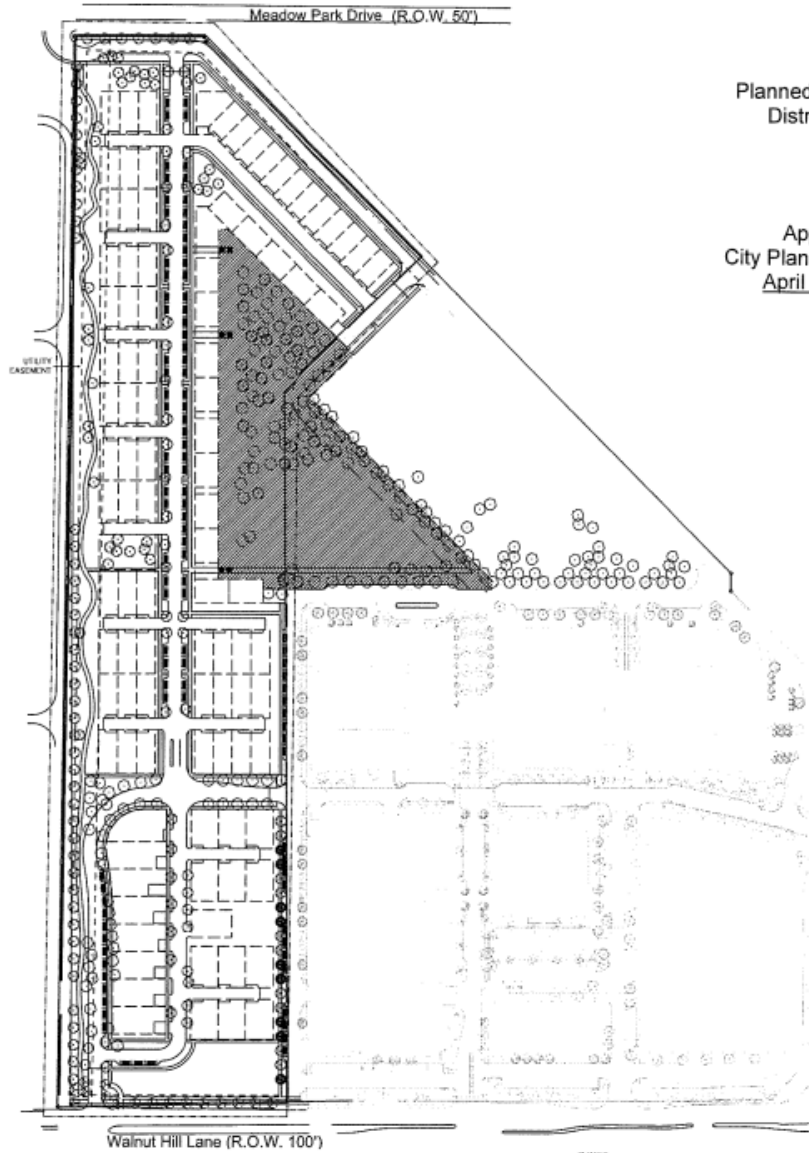 Meadow Park Drive (R.O.W. 50')
Planned
Distr
Ap
City Plan
April
UTILITY
EASEMENT
Walnut Hill Lane (R.O.W. 100')